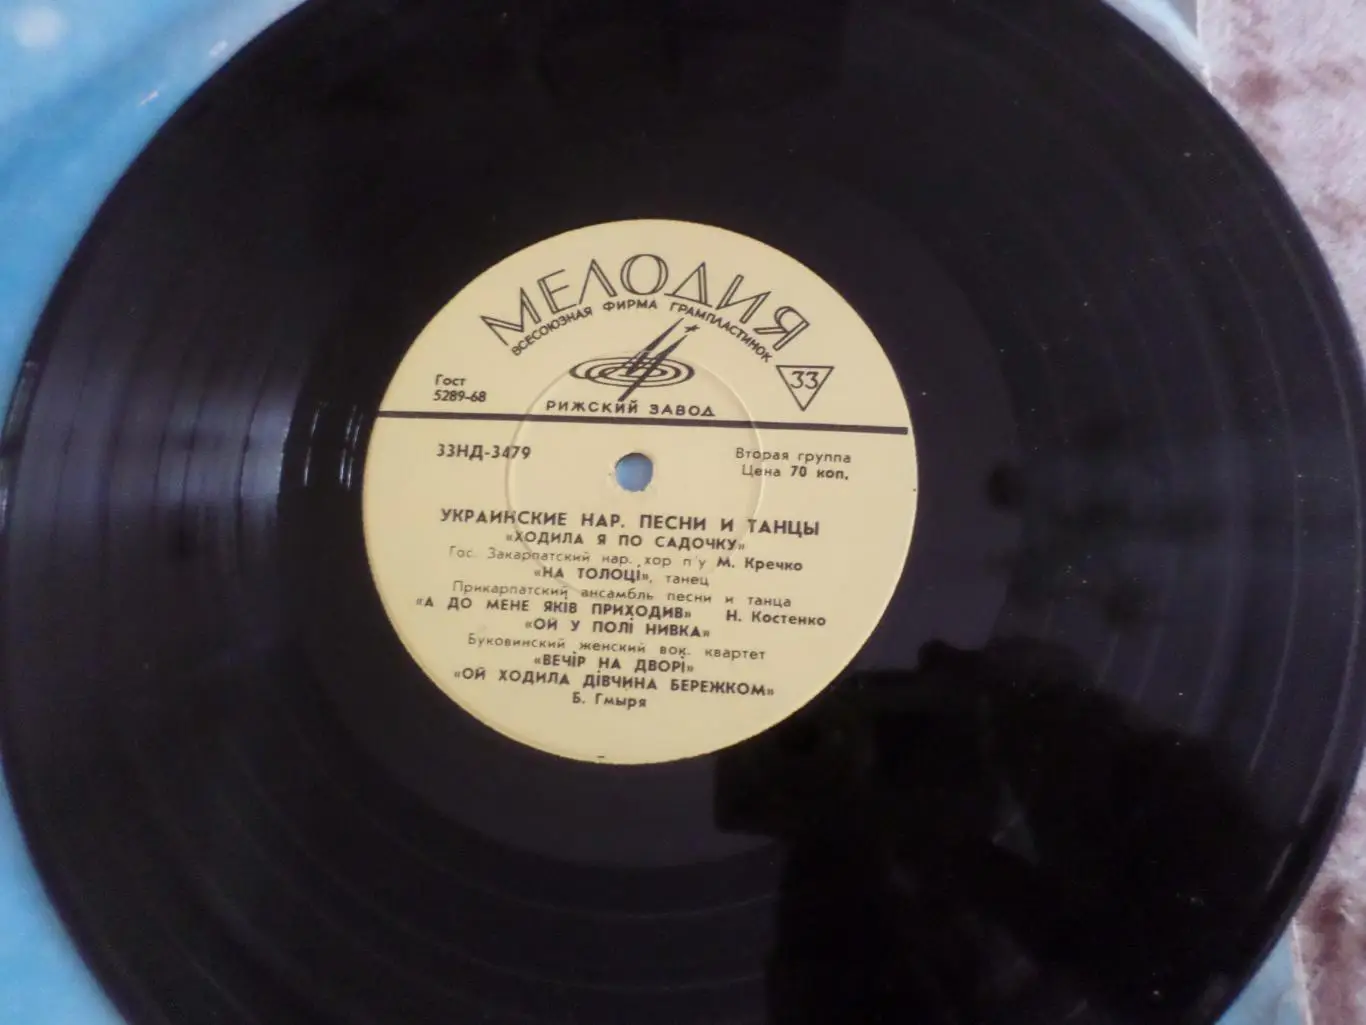 МЕЛОДИЯ
ВСЕСОЮЗНАЯ ФИРМА ГРАМПЛАСТИНОК
33
Гост
5289-68
РИЖСКИЙ ЗАВОД
33НД-3479
Вторая группа
Цена 70 коп.
УКРАИНСКИЕ НАР. ПЕСНИ И ТАНЦЫ
«ХОДИЛА Я ПО САДОЧКУ»
Гос. Закарпатский нар. хор п/у М. Кречко
«НА ТОЛОЦІ», танец
Прикарпатский ансамбль песни и танца
«А ДО МЕНЕ ЯКІВ ПРИХОДИВ» Н. Костенко
«ОЙ У ПОЛІ НИВКА»
Буковинский женский вок. квартет
«ВЕЧІР НА ДВОРІ»
«ОЙ ХОДИЛА ДІВЧИНА БЕРЕЖКОМ»
Б. Гмыря